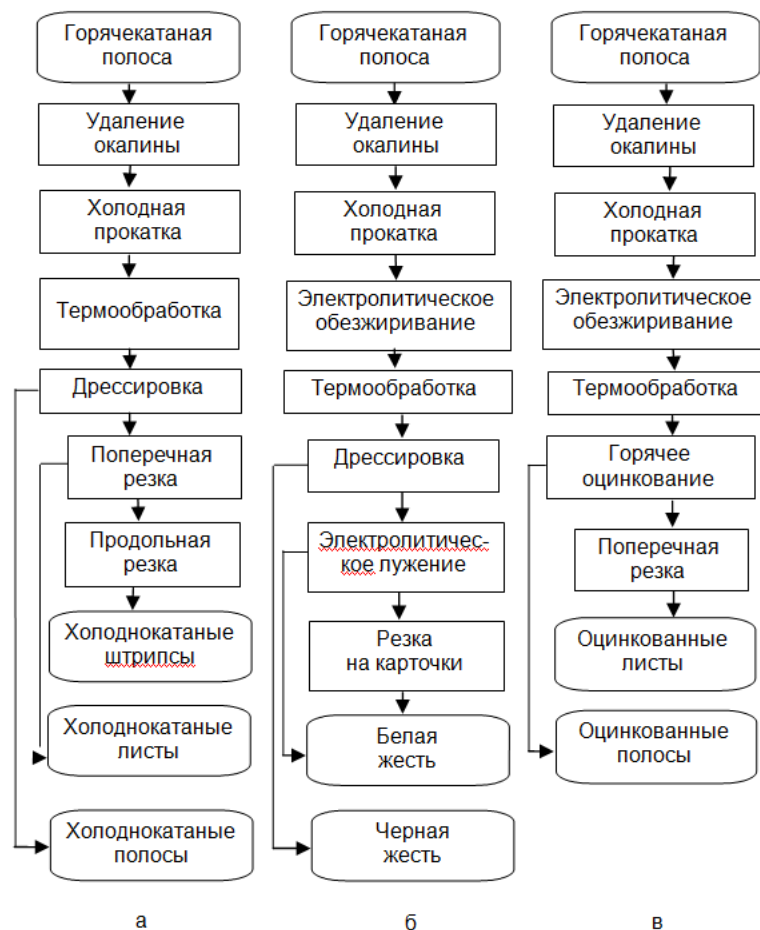 Горячекатаная
полоса
Удаление
окалины
Холодная
прокатка
Термообработка
Дрессировка
Поперечная
резка
Продольная
резка
Холоднокатаные
штрипсы
Холоднокатаные
листы
Холоднокатаные
полосы
а
Горячекатаная
полоса
Удаление
окалины
Холодная
прокатка
Электролитическое
обезжиривание
Термообработка
Дрессировка
Электролитичес-
кое лужение
Резка
на карточки
Белая
жесть
Черная
жесть
б
Горячекатаная
полоса
Удаление
окалины
Холодная
прокатка
Электролитическое
обезжиривание
Термообработка
Горячее
оцинкование
Поперечная
резка
Оцинкованные
листы
Оцинкованные
полосы
в